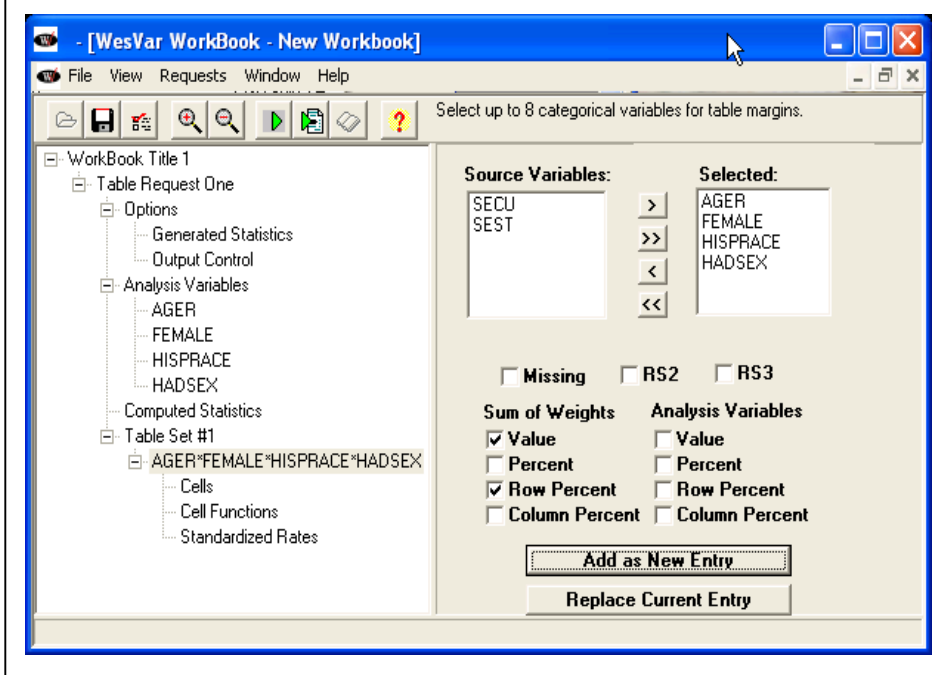 - [WesVar WorkBook - New Workbook]
File View Requests Window Help
Select up to 8 categorical variables for table margins.
WorkBook Title 1
Table Request One
Options
Generated Statistics
Output Control
Analysis Variables
AGER
FEMALE
HISPRACE
HADSEX
Computed Statistics
Table Set #1
AGER*FEMALE*HISPRACE*HADSEX
Cells
Cell Functions
Standardized Rates
Source Variables:
SECU
SEST
>
>>
<
<<
Selected:
AGER
FEMALE
HISPRACE
HADSEX
Missing RS2 RS3
Sum of Weights Analysis Variables
Value Value
Percent Percent
Row Percent Row Percent
Column Percent Column Percent
Add as New Entry
Replace Current Entry